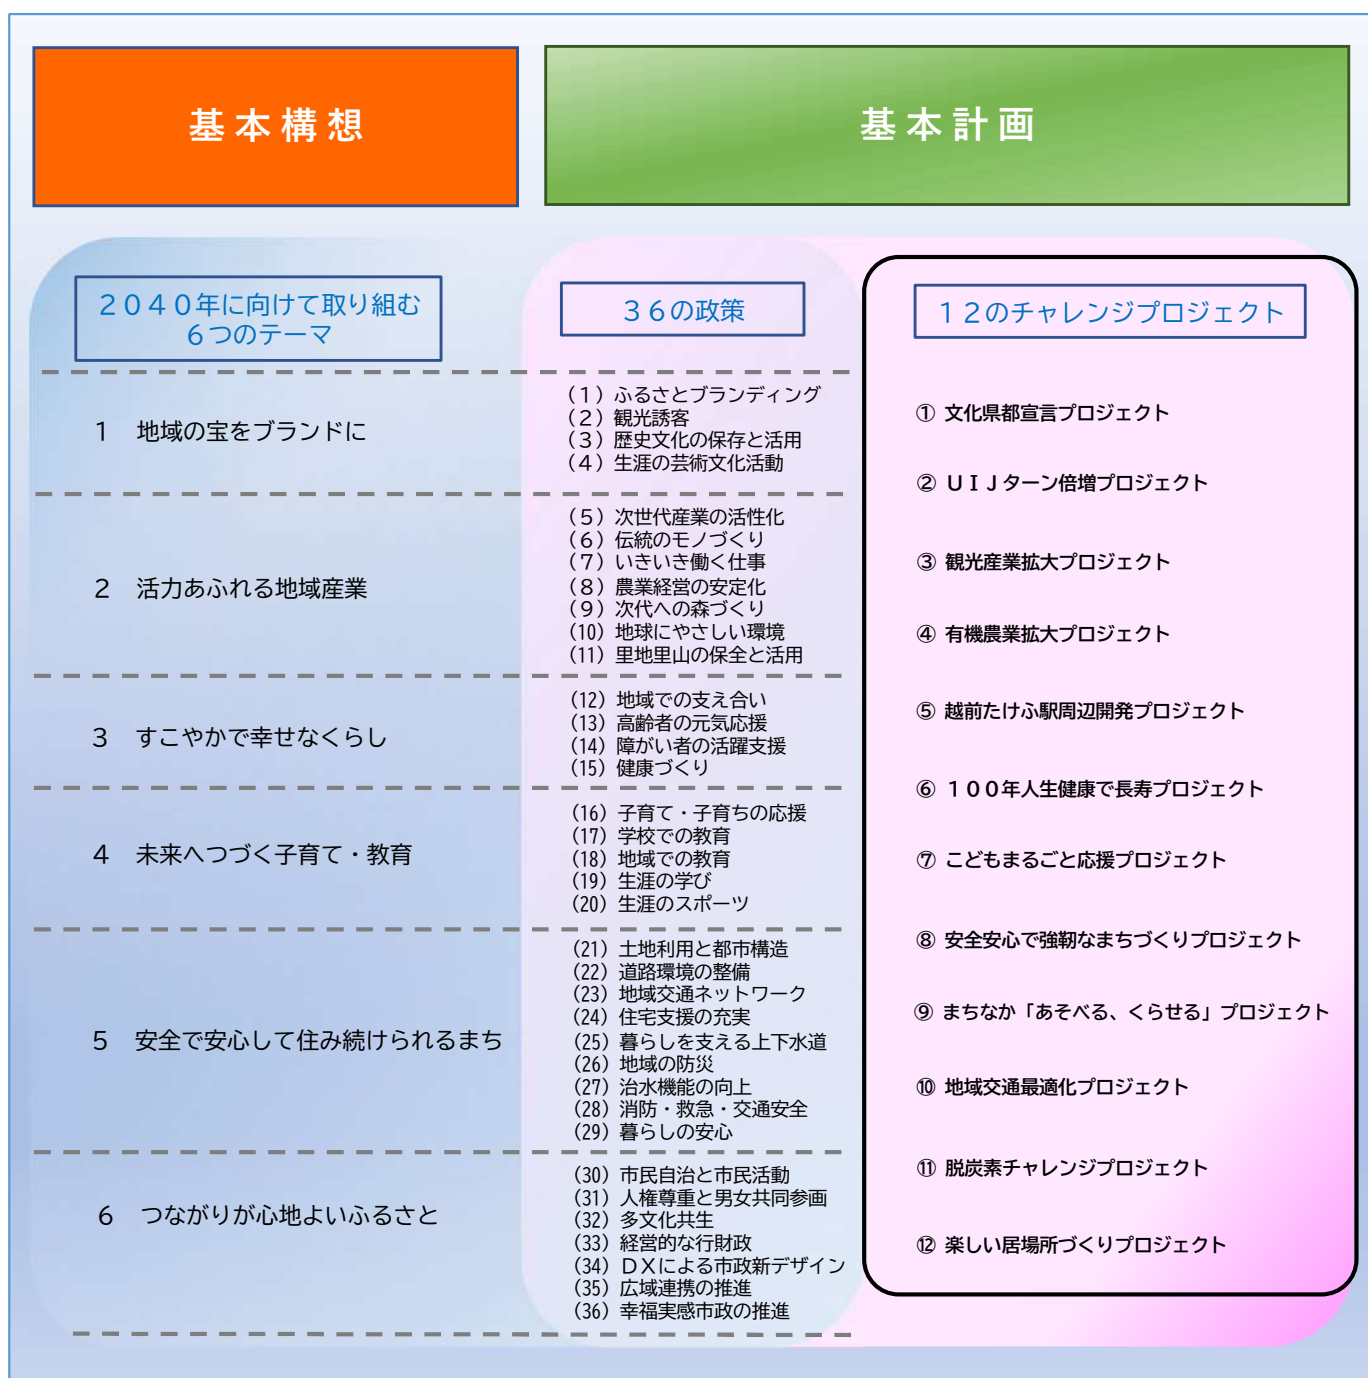 基本構想
基本計画
２０４０年に向けて取り組む
６つのテーマ
３６の政策
１２のチャレンジプロジェクト
１　地域の宝をブランドに
（１）ふるさとブランディング
（２）観光誘客
（３）歴史文化の保存と活用
（４）生涯の芸術文化活動
２　活力あふれる地域産業
（５）次世代産業の活性化
（６）伝統のモノづくり
（７）いきいき働く仕事
（８）農業経営の安定化
（９）次代への森づくり
（10）地球にやさしい環境
（11）里地里山の保全と活用
３　すこやかで幸せなくらし
（12）地域での支え合い
（13）高齢者の元気応援
（14）障がい者の活躍支援
（15）健康づくり
４　未来へつづく子育て・教育
（16）子育て・子育ちの応援
（17）学校での教育
（18）地域での教育
（19）生涯の学び
（20）生涯のスポーツ
５　安全で安心して住み続けられるまち
（21）土地利用と都市構造
（22）道路環境の整備
（23）地域交通ネットワーク
（24）住宅支援の充実
（25）暮らしを支える上下水道
（26）地域の防災
（27）治水機能の向上
（28）消防・救急・交通安全
（29）暮らしの安心
６　つながりが心地よいふるさと
（30）市民自治と市民活動
（31）人権尊重と男女共同参画
（32）多文化共生
（33）経営的な行財政
（34）ＤＸによる市政新デザイン
（35）広域連携の推進
（36）幸福実感市政の推進
① 文化県都宣言プロジェクト
② ＵＩＪターン倍増プロジェクト
③ 観光産業拡大プロジェクト
④ 有機農業拡大プロジェクト
⑤ 越前たけふ駅周辺開発プロジェクト
⑥ １００年人生健康で長寿プロジェクト
⑦ こどもまるごと応援プロジェクト
⑧ 安全安心で強靭なまちづくりプロジェクト
⑨ まちなか「あそべる、くらせる」プロジェクト
⑩ 地域交通最適化プロジェクト
⑪ 脱炭素チャレンジプロジェクト
⑫ 楽しい居場所づくりプロジェクト